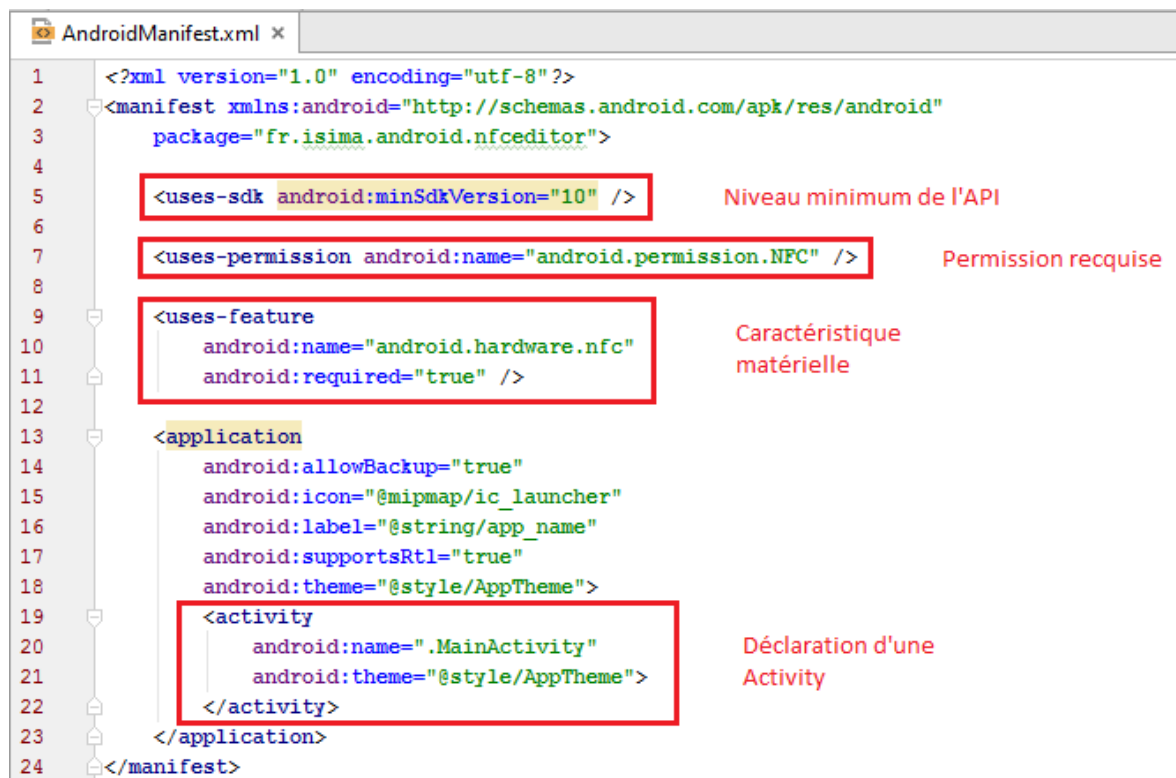 AndroidManifest.xml ×
1 <?xml version="1.0" encoding="utf-8"?>
2 <manifest xmlns:android="http://schemas.android.com/apk/res/android"
3 package="fr.isima.android.nfceditor">
4
5 <uses-sdk android:minSdkVersion="10" /> Niveau minimum de l'API
6
7 <uses-permission android:name="android.permission.NFC" /> Permission recquise
8
9 <uses-feature
Caractéristique
10 android:name="android.hardware.nfc"
matérielle
11 android:required="true" />
12
13 <application
14 android:allowBackup="true"
15 android:icon="@mipmap/ic_launcher"
16 android:label="@string/app_name"
17 android:supportsRtl="true"
18 android:theme="@style/AppTheme">
19 <activity
20 android:name=".MainActivity" Déclaration d'une
21 android:theme="@style/AppTheme"> Activity
22 </activity>
23 </application>
24 </manifest>